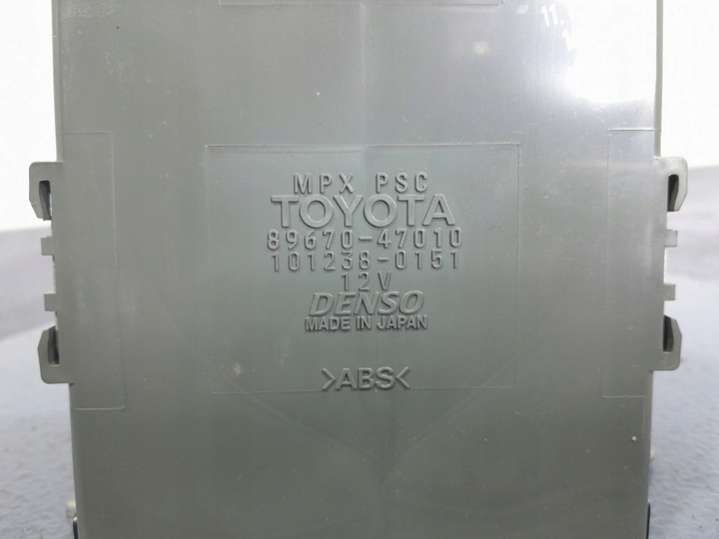 MPX PSC
TOYOTA
89670-47010
101238-0151
12V
DENSO
MADE IN JAPAN
>ABS<